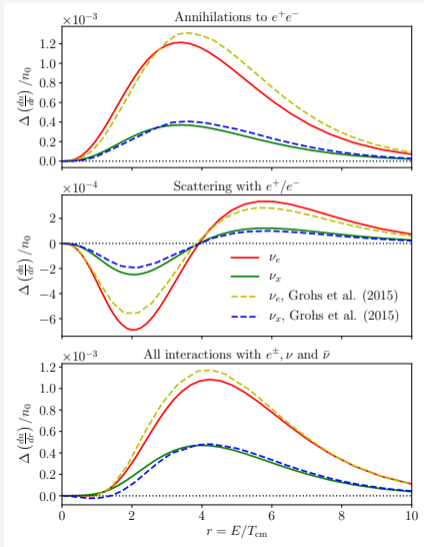 Annihilations to e⁺e⁻
×10⁻³
1.2
1.0
0.8
0.6
0.4
0.2
0.0
Δ(dn/dr)/n₀
Scattering with e⁺/e⁻
×10⁻⁴
2
0
−2
−4
−6
Δ(dn/dr)/n₀
νₑ
νₓ
νₑ, Grohs et al. (2015)
νₓ, Grohs et al. (2015)
All interactions with e±, ν and ν̄
×10⁻³
1.2
1.0
0.8
0.6
0.4
0.2
0.0
Δ(dn/dr)/n₀
0 2 4 6 8 10
r = E/T_cm